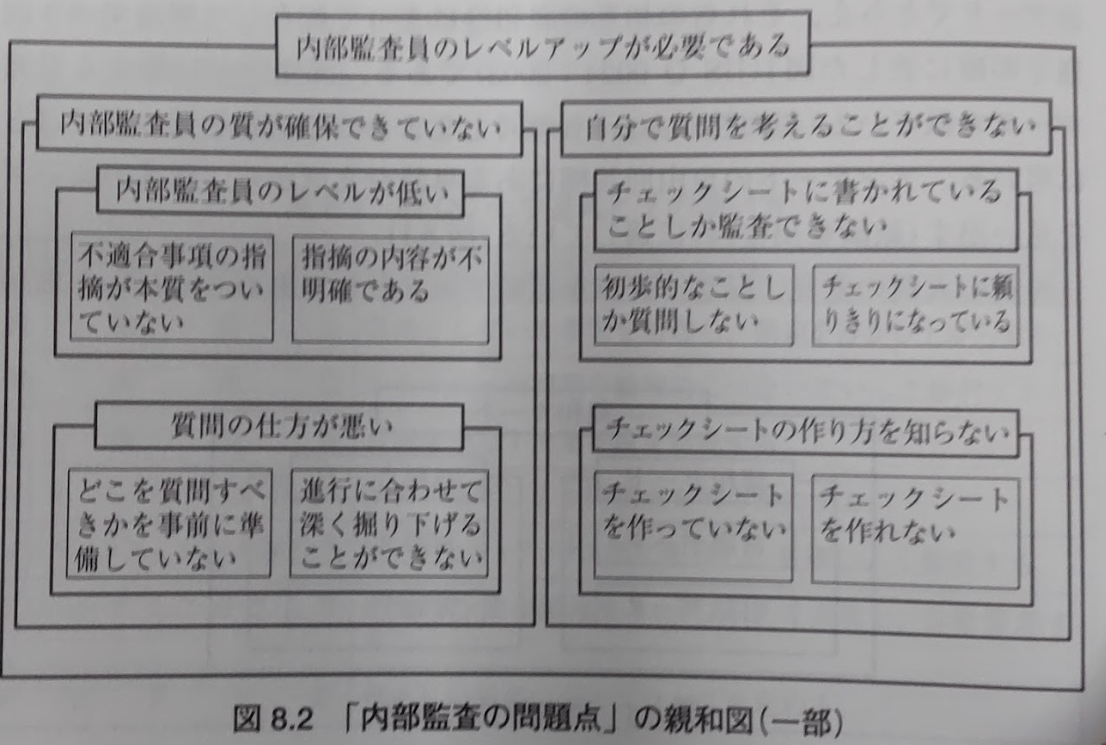 内部監査員のレベルアップが必要である
内部監査員の質が確保できていない
内部監査員のレベルが低い
不適合事項の指
摘が本質をつい
ていない
指摘の内容が不
明確である
質問の仕方が悪い
どこを質問すべ
きかを事前に準
備していない
進行に合わせて
深く掘り下げる
ことができない
自分で質問を考えることができない
チェックシートに書かれている
ことしか監査できない
初歩的なことし
か質問しない
チェックシートに頼
りきりになっている
チェックシートの作り方を知らない
チェックシート
を作っていない
チェックシート
を作れない
図 8.2 「内部監査の問題点」の親和図(一部)